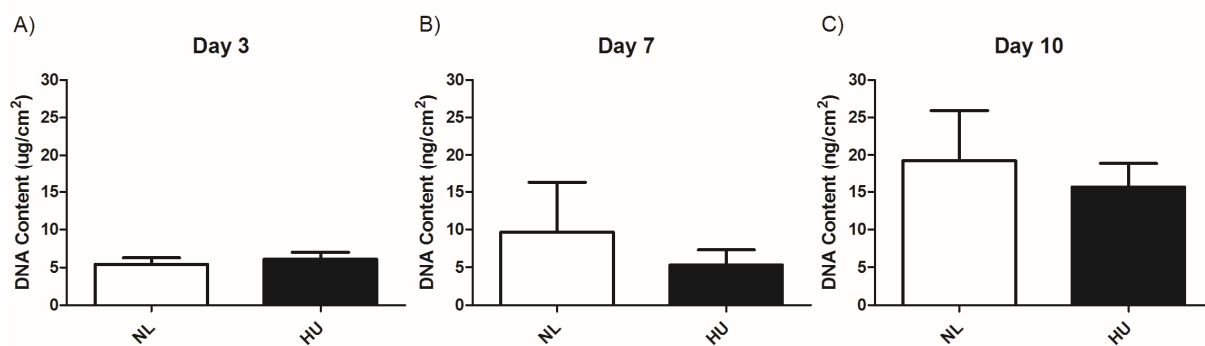 A)
Day 3
DNA Content (ug/cm²)
30
25
20
15
10
5
0
NL
HU
B)
Day 7
DNA Content (ng/cm²)
30
25
20
15
10
5
0
NL
HU
C)
Day 10
DNA Content (ng/cm²)
30
25
20
15
10
5
0
NL
HU